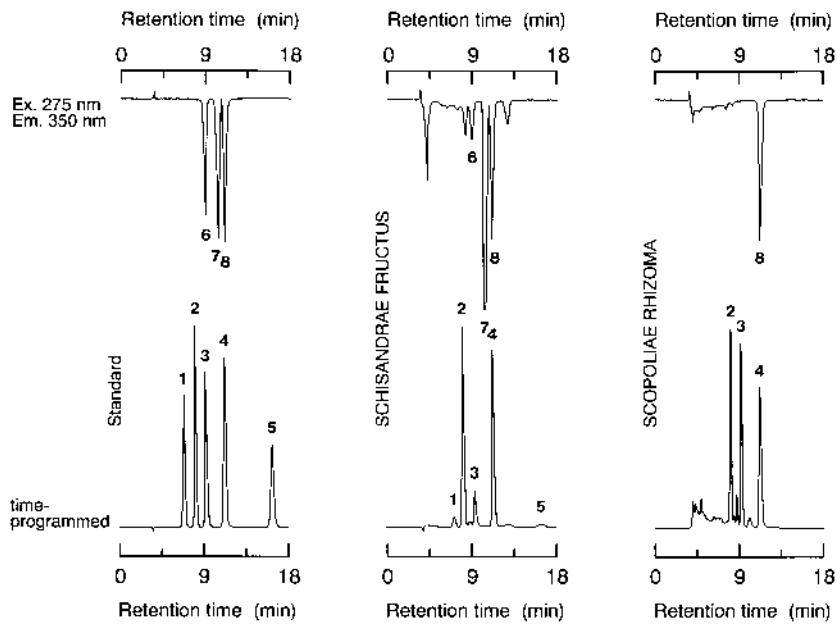 Retention time (min)
Retention time (min)
Retention time (min)
0 9 18
0 9 18
0 9 18
Ex. 275 nm
Em. 350 nm
6
7
8
6
8
7
8
Standard
SCHISANDRAE FRUCTUS
SCOPOLIAE RHIZOMA
1
2
3
4
5
1
2
3
4
5
2
3
4
time-
programmed
0 9 18
0 9 18
0 9 18
Retention time (min)
Retention time (min)
Retention time (min)